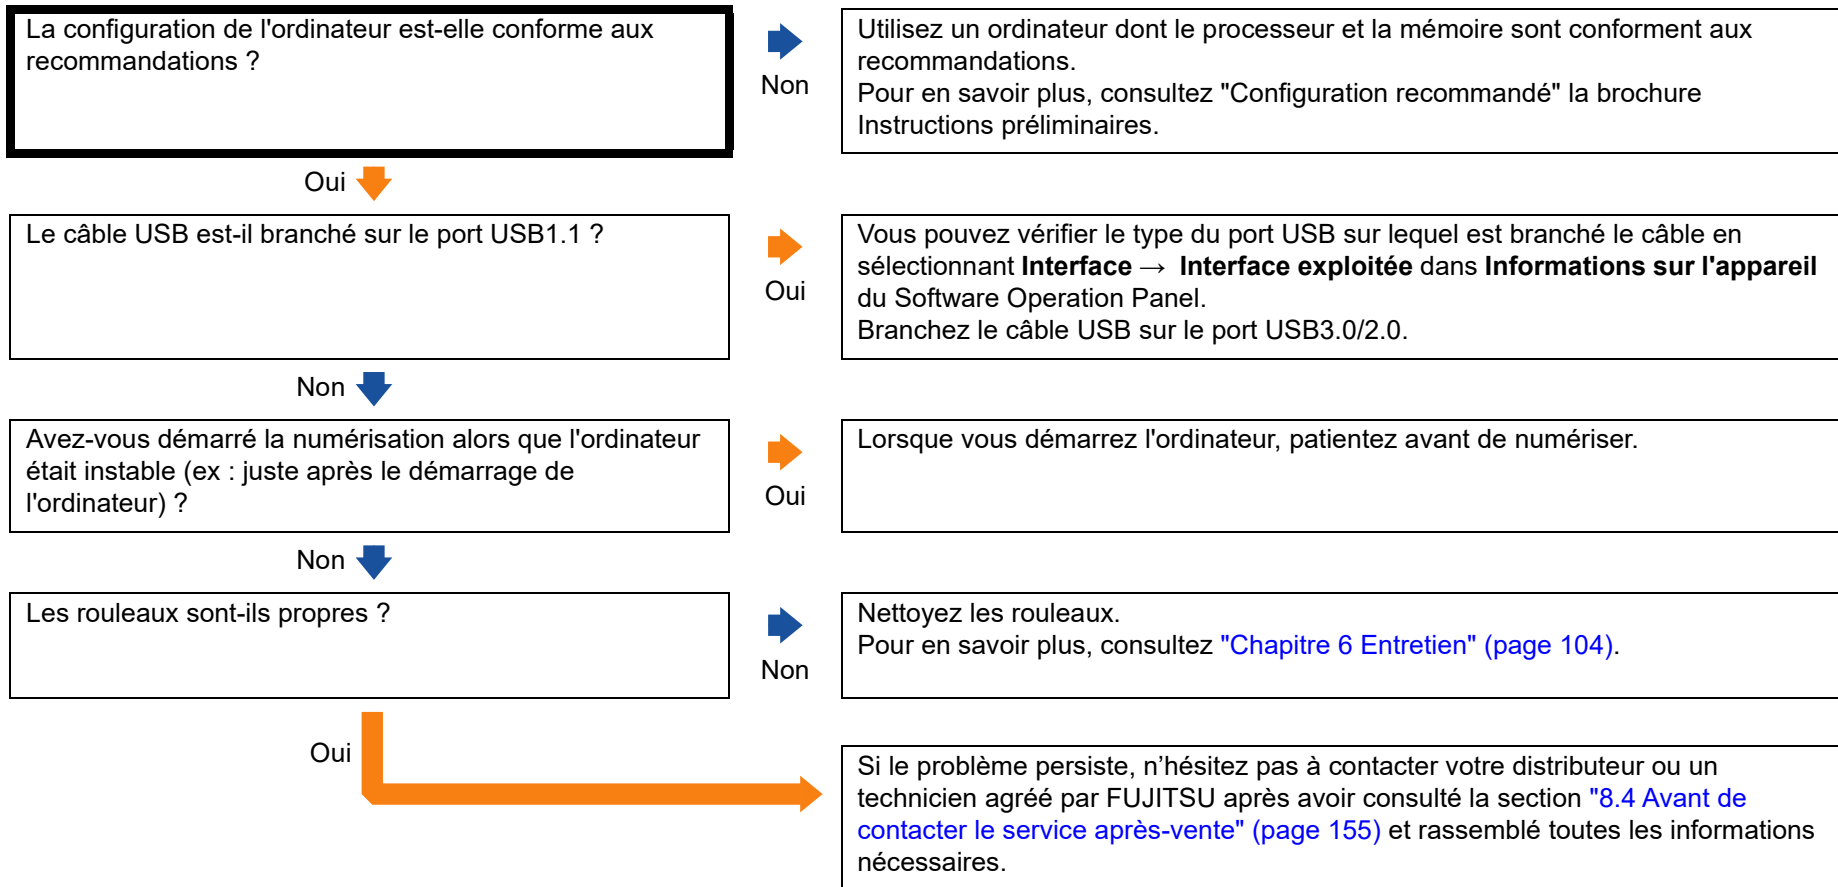 La configuration de l'ordinateur est-elle conforme aux
recommandations ?
Non
Utilisez un ordinateur dont le processeur et la mémoire sont conforment aux
recommandations.
Pour en savoir plus, consultez "Configuration recommandé" la brochure
Instructions préliminaires.
Oui
Le câble USB est-il branché sur le port USB1.1 ?
Oui
Vous pouvez vérifier le type du port USB sur lequel est branché le câble en
sélectionnant Interface → Interface exploitée dans Informations sur l'appareil
du Software Operation Panel.
Branchez le câble USB sur le port USB3.0/2.0.
Non
Avez-vous démarré la numérisation alors que l'ordinateur
était instable (ex : juste après le démarrage de
l'ordinateur) ?
Oui
Lorsque vous démarrez l'ordinateur, patientez avant de numériser.
Non
Les rouleaux sont-ils propres ?
Non
Nettoyez les rouleaux.
Pour en savoir plus, consultez "Chapitre 6 Entretien" (page 104).
Oui
Si le problème persiste, n’hésitez pas à contacter votre distributeur ou un
technicien agréé par FUJITSU après avoir consulté la section "8.4 Avant de
contacter le service après-vente" (page 155) et rassemblé toutes les informations
nécessaires.